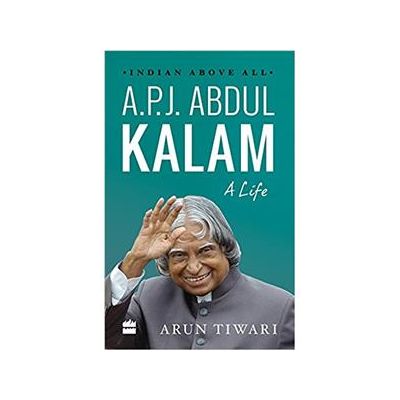 • INDIAN ABOVE ALL •
A.P.J. ABDUL
KALAM
A Life
ARUN TIWARI